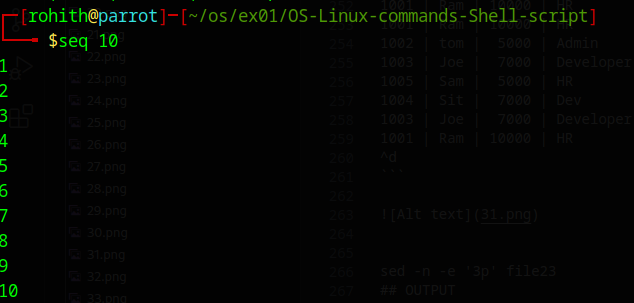 [rohith@parrot]-[~/os/ex01/OS-Linux-commands-Shell-script]
$seq 10
1
2
3
4
5
6
7
8
9
10
22.png
23.png
24.png
25.png
26.png
27.png
28.png
29.png
30.png
31.png
32.png
33.png
254 1002 | tom | 5000 | Admin
255 1003 | Joe | 7000 | Developer
256 1005 | Sam | 5000 | HR
257 1004 | Sit | 7000 | Dev
258 1003 | Joe | 7000 | Developer
259 1001 | Ram | 10000 | HR
260 ^d
261 ```
262
263 ![Alt text](31.png)
264
265
266 sed -n -e '3p' file23
267 ## OUTPUT